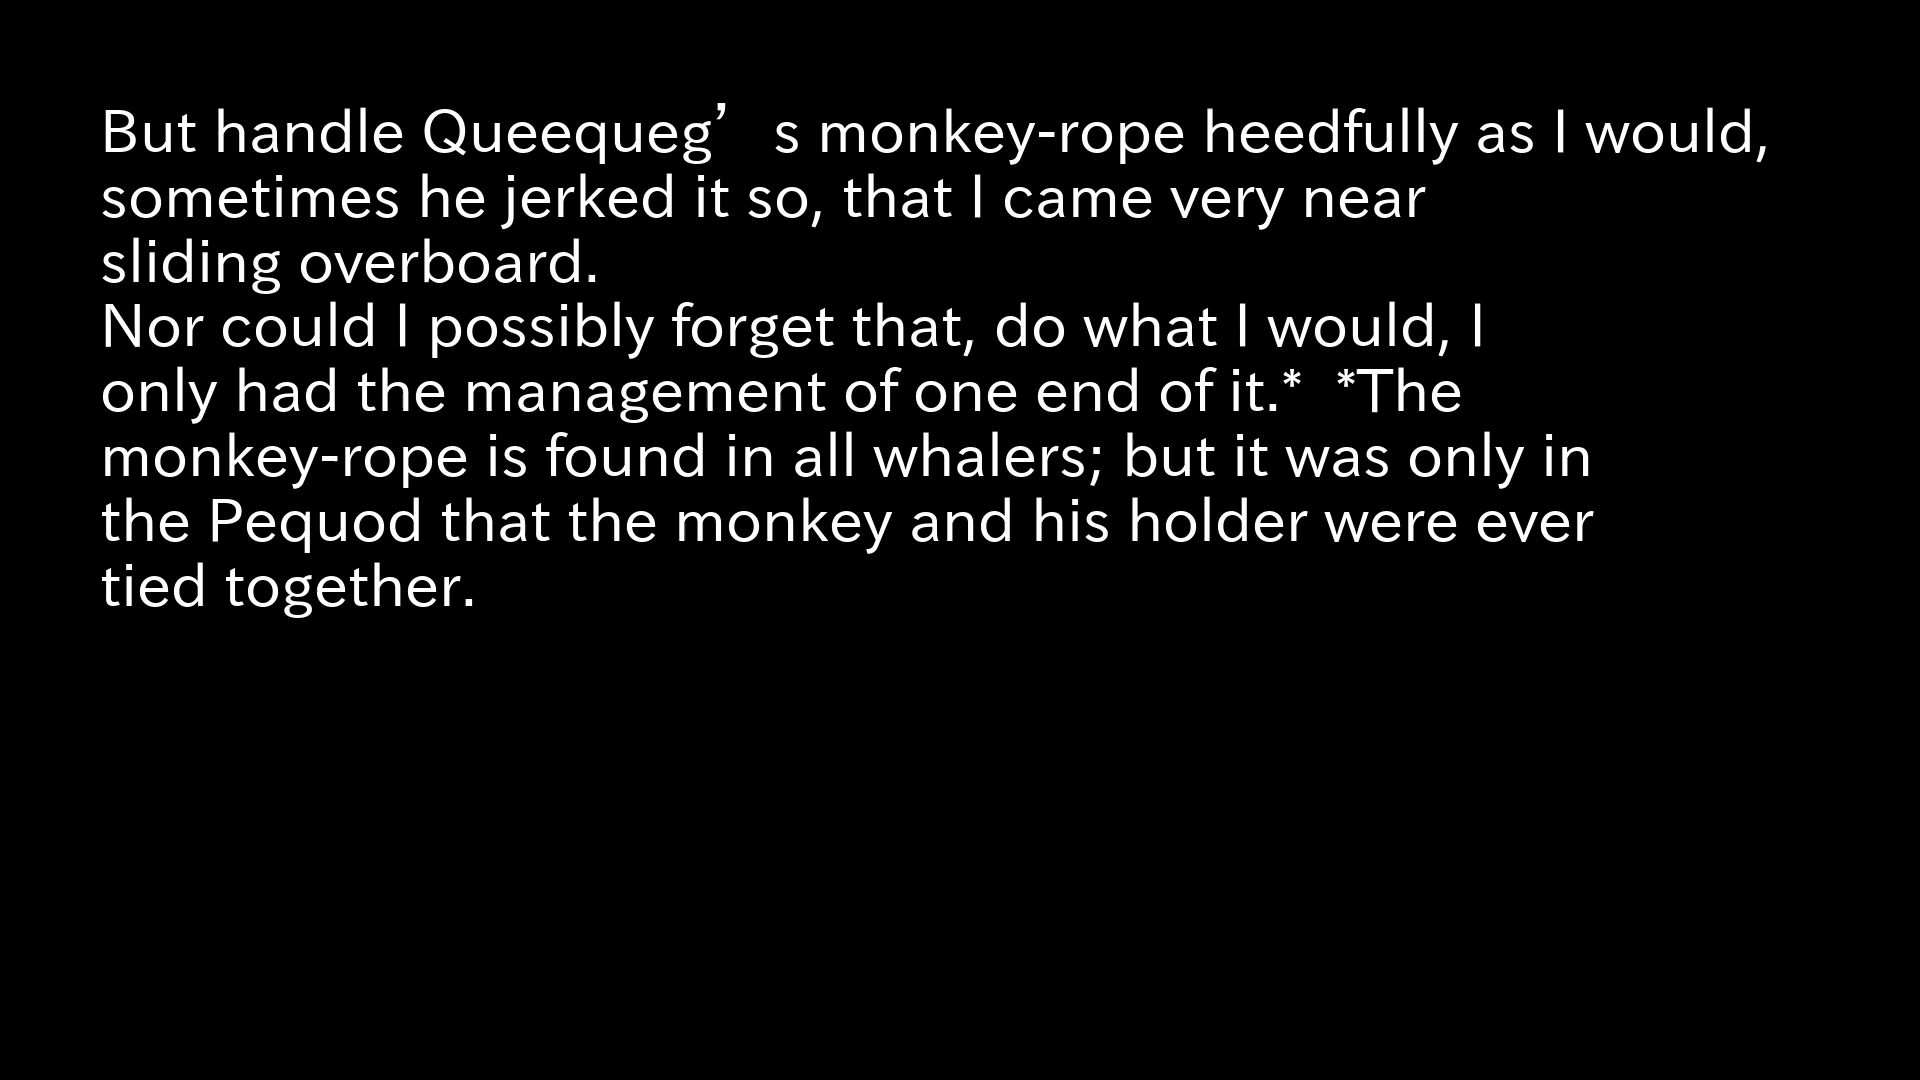 But handle Queequeg’s monkey-rope heedfully as I would,
sometimes he jerked it so, that I came very near
sliding overboard.
Nor could I possibly forget that, do what I would, I
only had the management of one end of it.*  *The
monkey-rope is found in all whalers; but it was only in
the Pequod that the monkey and his holder were ever
tied together.